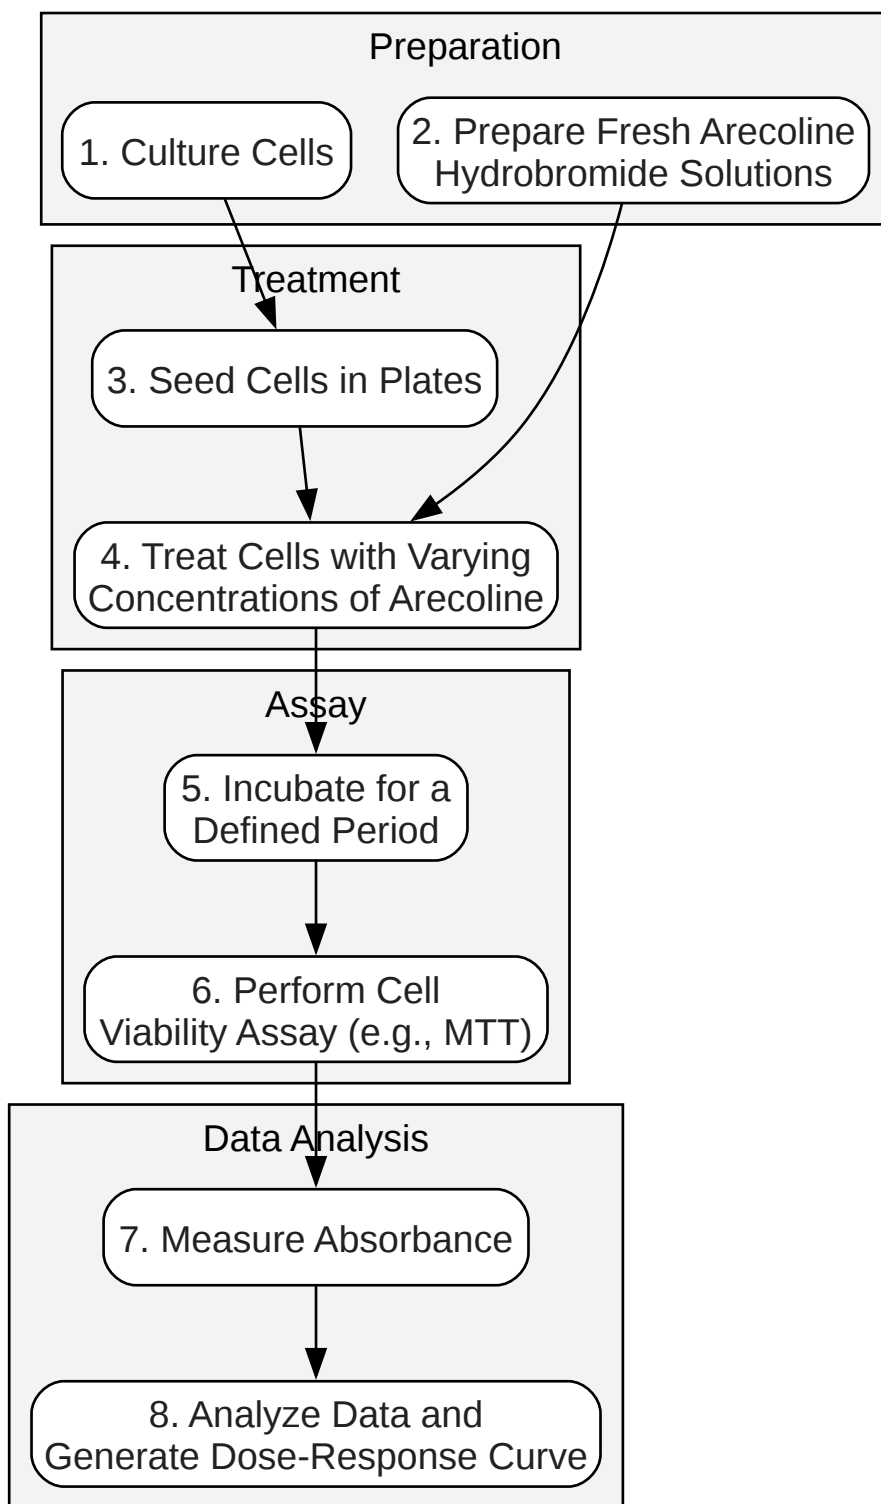 Preparation
1. Culture Cells
2. Prepare Fresh Arecoline
Hydrobromide Solutions
Treatment
3. Seed Cells in Plates
4. Treat Cells with Varying
Concentrations of Arecoline
Assay
5. Incubate for a
Defined Period
6. Perform Cell
Viability Assay (e.g., MTT)
Data Analysis
7. Measure Absorbance
8. Analyze Data and
Generate Dose-Response Curve